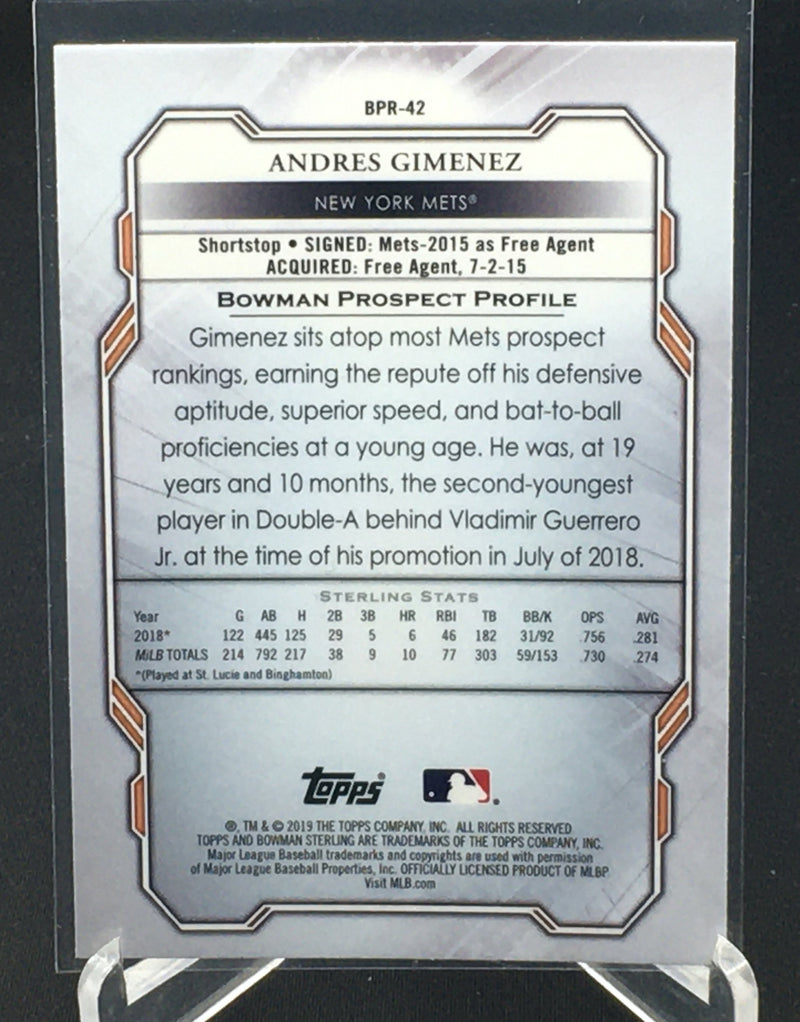 BPR-42
ANDRES GIMENEZ
NEW YORK METS®
Shortstop • SIGNED: Mets-2015 as Free Agent
ACQUIRED: Free Agent, 7-2-15
BOWMAN PROSPECT PROFILE
Gimenez sits atop most Mets prospect
rankings, earning the repute off his defensive
aptitude, superior speed, and bat-to-ball
proficiencies at a young age. He was, at 19
years and 10 months, the second-youngest
player in Double-A behind Vladimir Guerrero
Jr. at the time of his promotion in July of 2018.
STERLING STATS
Year G AB H 2B 3B HR RBI TB BB/K OPS AVG
2018* 122 445 125 29 5 6 46 182 31/92 .756 .281
MiLB TOTALS 214 792 217 38 9 10 77 303 59/153 .730 .274
*(Played at St. Lucie and Binghamton)
Topps
®, TM & © 2019 THE TOPPS COMPANY, INC. ALL RIGHTS RESERVED
TOPPS AND BOWMAN STERLING ARE TRADEMARKS OF THE TOPPS COMPANY, INC.
Major League Baseball trademarks and copyrights are used with permission
of Major League Baseball Properties, Inc. OFFICIALLY LICENSED PRODUCT OF MLBP
Visit MLB.com